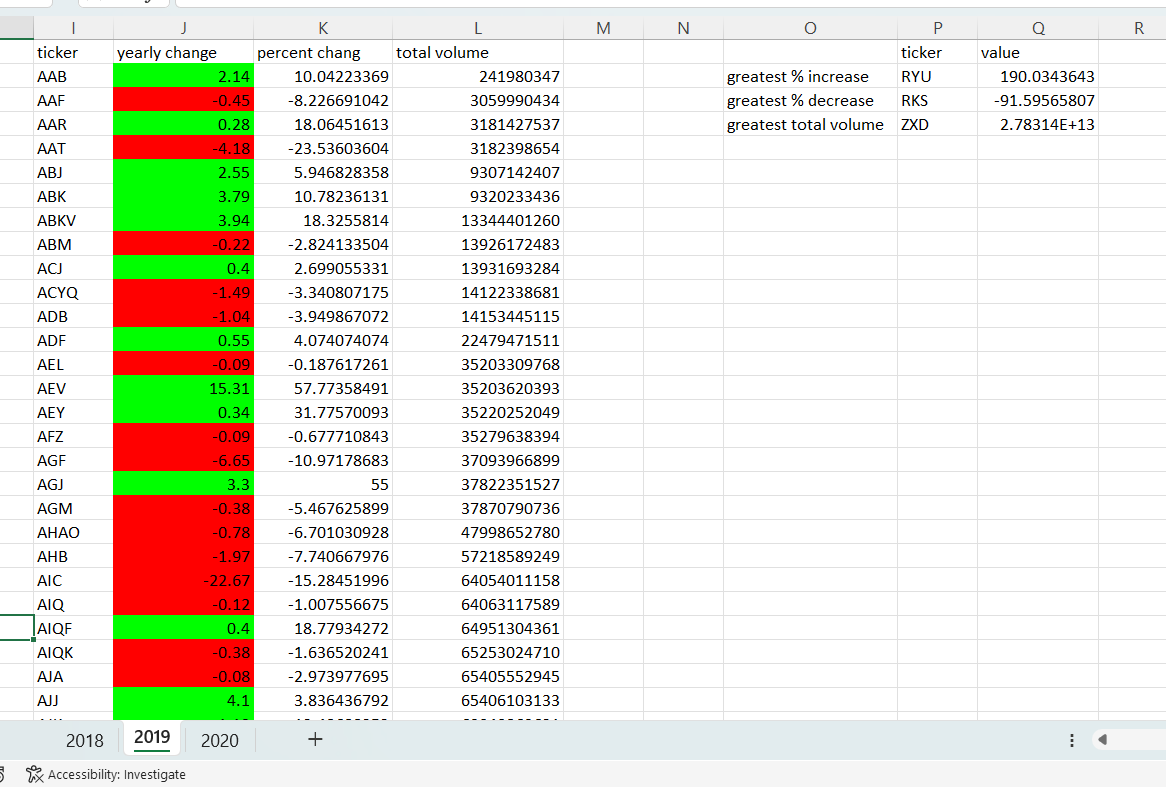 I J K L M N O P Q R
ticker yearly change percent chang total volume ticker value
AAB 2.14 10.04223369 241980347 greatest % increase RYU 190.0343643
AAF -0.45 -8.226691042 3059990434 greatest % decrease RKS -91.59565807
AAR 0.28 18.06451613 3181427537 greatest total volume ZXD 2.78314E+13
AAT -4.18 -23.53603604 3182398654
ABJ 2.55 5.946828358 9307142407
ABK 3.79 10.78236131 9320233436
ABKV 3.94 18.3255814 13344401260
ABM -0.22 -2.824133504 13926172483
ACJ 0.4 2.699055331 13931693284
ACYQ -1.49 -3.340807175 14122338681
ADB -1.04 -3.949867072 14153445115
ADF 0.55 4.074074074 22479471511
AEL -0.09 -0.187617261 35203309768
AEV 15.31 57.77358491 35203620393
AEY 0.34 31.77570093 35220252049
AFZ -0.09 -0.677710843 35279638394
AGF -6.65 -10.97178683 37093966899
AGJ 3.3 55 37822351527
AGM -0.38 -5.467625899 37870790736
AHAO -0.78 -6.701030928 47998652780
AHB -1.97 -7.740667976 57218589249
AIC -22.67 -15.28451996 64054011158
AIQ -0.12 -1.007556675 64063117589
AIQF 0.4 18.77934272 64951304361
AIQK -0.38 -1.636520241 65253024710
AJA -0.08 -2.973977695 65405552945
AJJ 4.1 3.836436792 65406103133
2018 2019 2020 +
Accessibility: Investigate